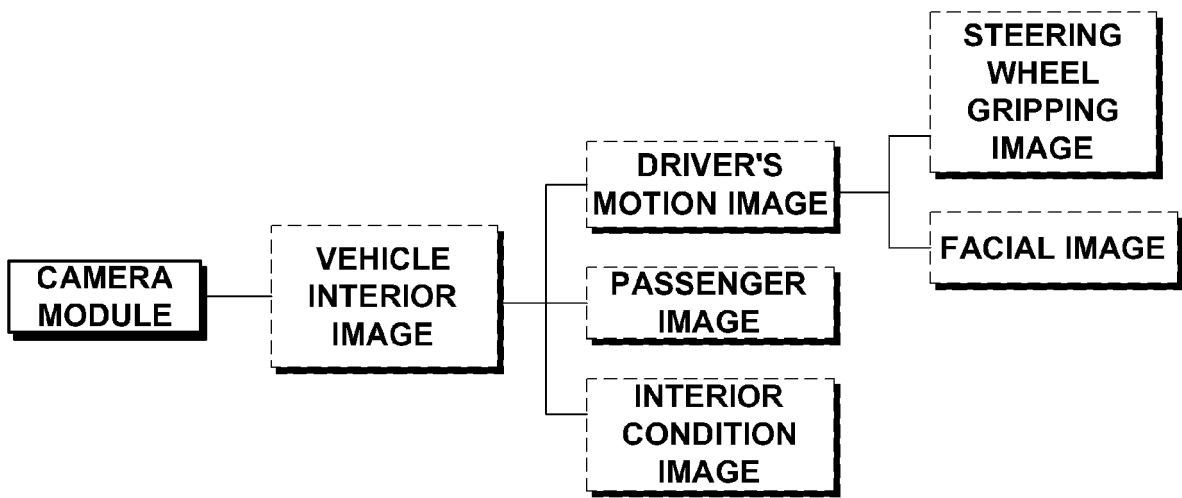 CAMERA
MODULE
VEHICLE
INTERIOR
IMAGE
DRIVER'S
MOTION IMAGE
PASSENGER
IMAGE
INTERIOR
CONDITION
IMAGE
STEERING
WHEEL
GRIPPING
IMAGE
FACIAL IMAGE